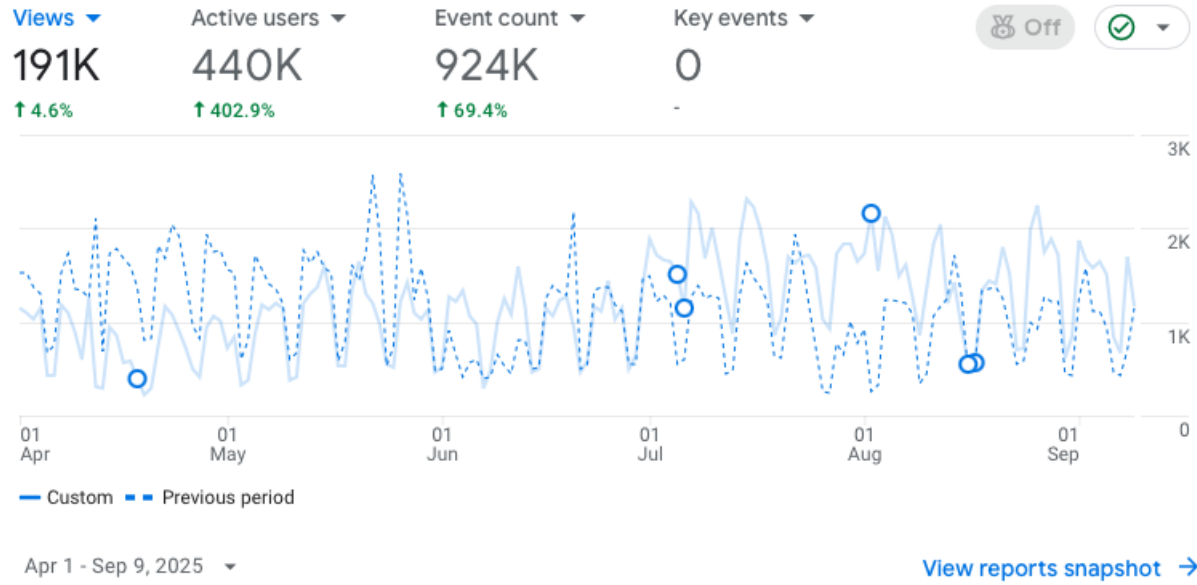 Views Active users Event count Key events Off
191K 440K 924K 0
↑ 4.6% ↑ 402.9% ↑ 69.4% -
3K
2K
1K
0
01 01 01 01 01 01
Apr May Jun Jul Aug Sep
Custom Previous period
Apr 1 - Sep 9, 2025 View reports snapshot →